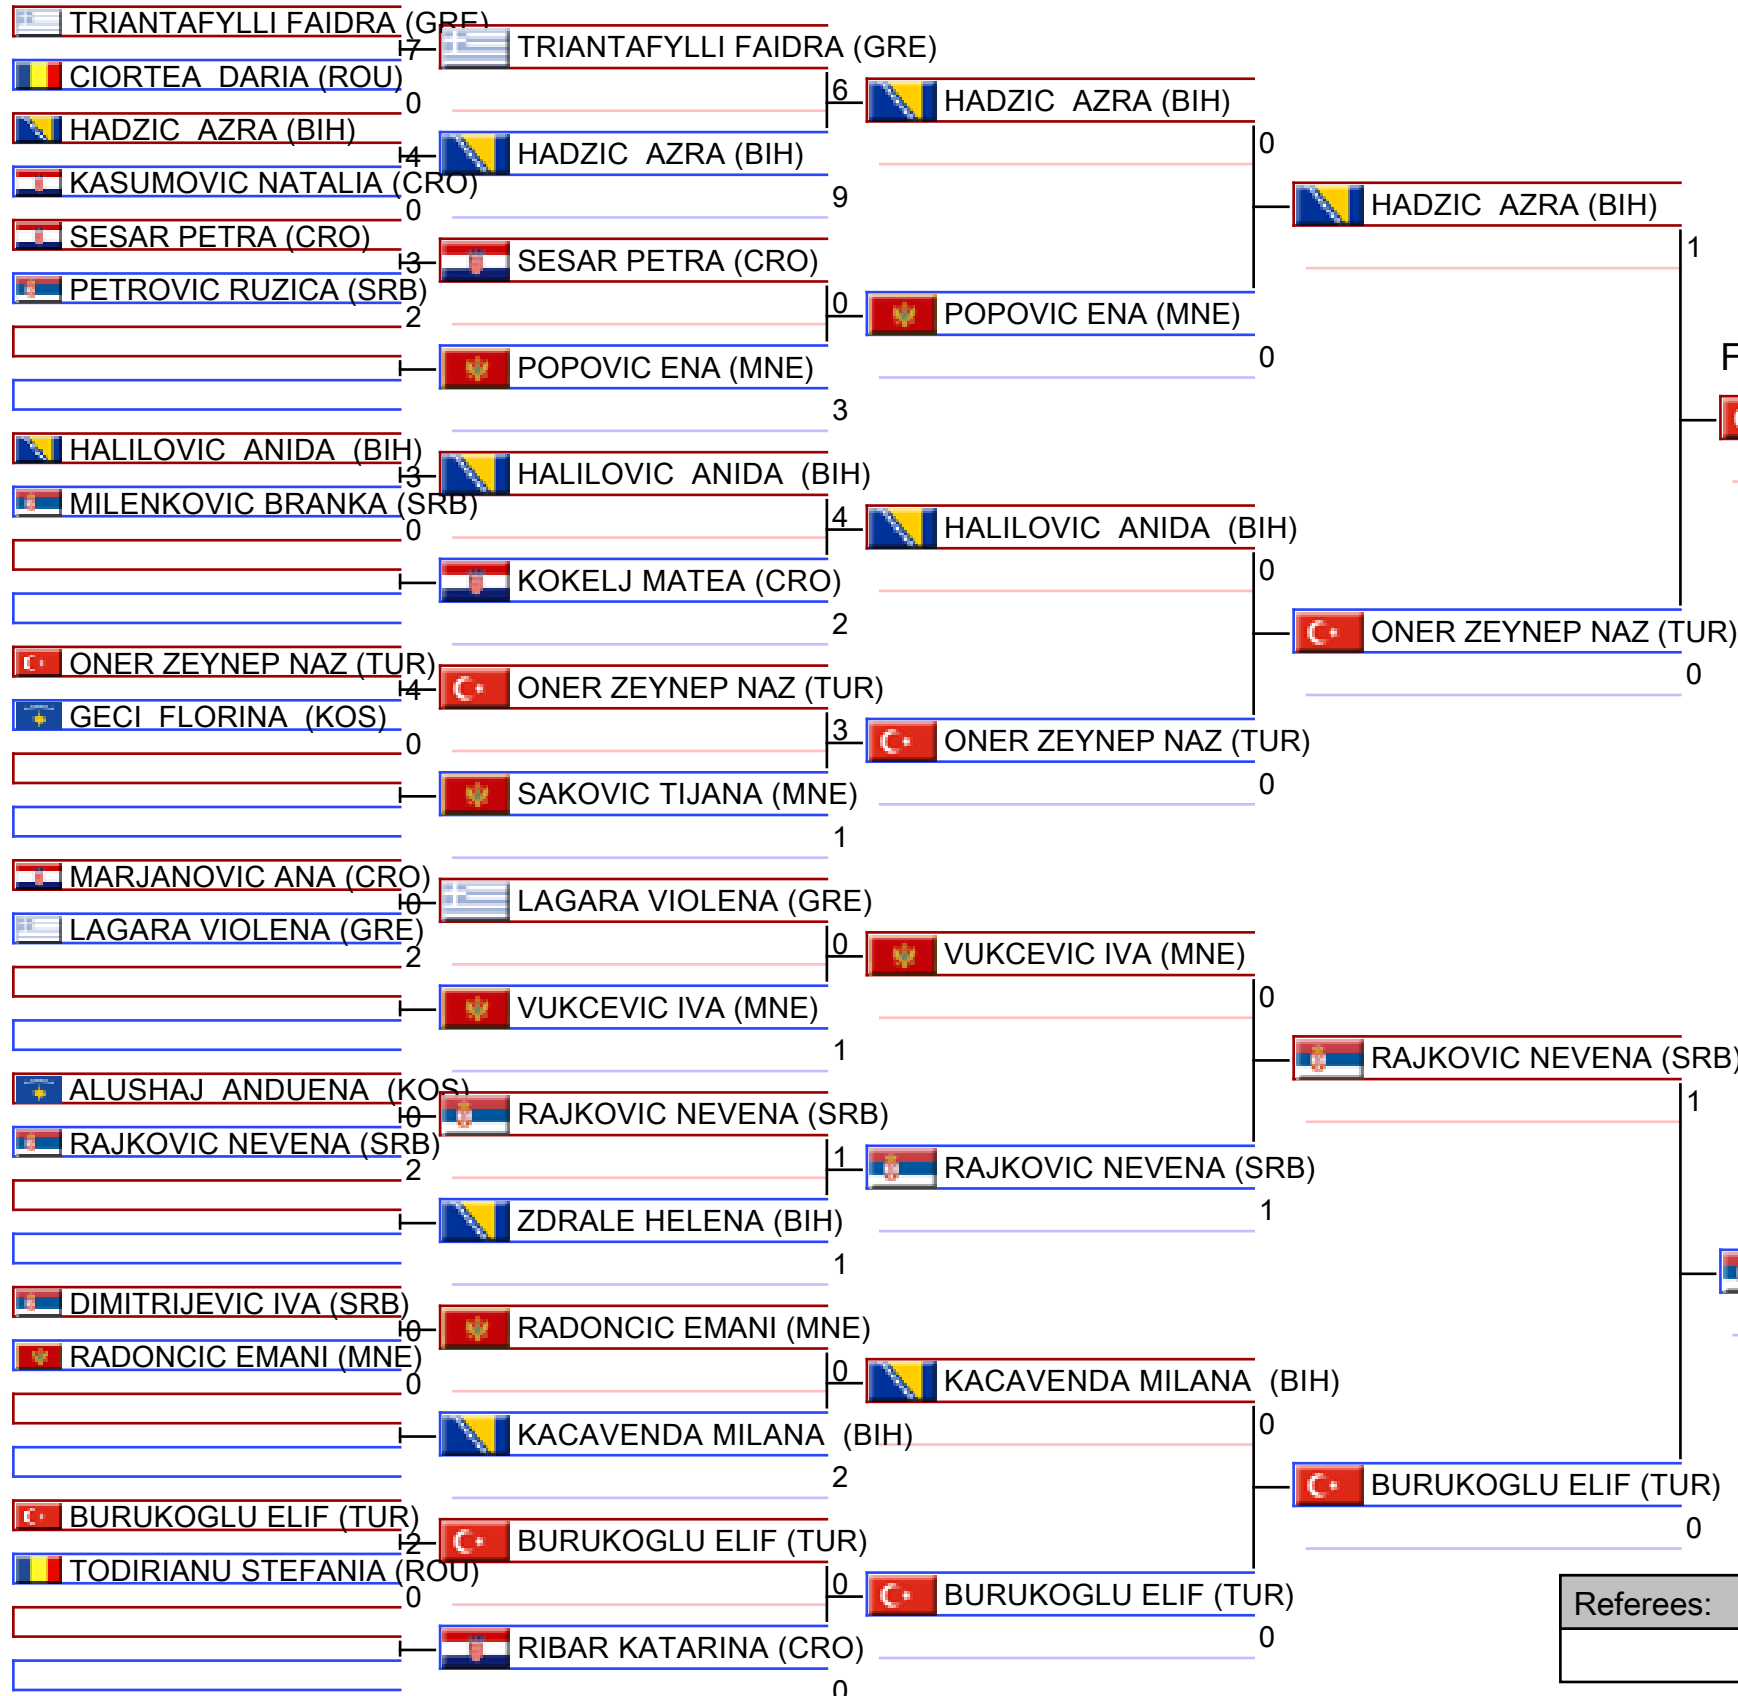 TRIANTAFYLLI FAIDRA (GRE)
7
CIORTEA  DARIA (ROU)
0
HADZIC  AZRA (BIH)
4
KASUMOVIC NATALIA (CRO)
0
SESAR PETRA (CRO)
3
PETROVIC RUZICA (SRB)
2
HALILOVIC  ANIDA  (BIH)
3
MILENKOVIC BRANKA (SRB)
0
ONER ZEYNEP NAZ (TUR)
4
GECI  FLORINA  (KOS)
0
MARJANOVIC ANA (CRO)
0
LAGARA VIOLENA (GRE)
2
ALUSHAJ  ANDUENA  (KOS)
0
RAJKOVIC NEVENA (SRB)
2
DIMITRIJEVIC IVA (SRB)
0
RADONCIC EMANI (MNE)
0
BURUKOGLU ELIF (TUR)
2
TODIRIANU STEFANIA (ROU)
0
TRIANTAFYLLI FAIDRA (GRE)
6
HADZIC  AZRA (BIH)
9
SESAR PETRA (CRO)
0
POPOVIC ENA (MNE)
3
HALILOVIC  ANIDA  (BIH)
4
KOKELJ MATEA (CRO)
2
ONER ZEYNEP NAZ (TUR)
3
SAKOVIC TIJANA (MNE)
1
LAGARA VIOLENA (GRE)
0
VUKCEVIC IVA (MNE)
1
RAJKOVIC NEVENA (SRB)
1
ZDRALE HELENA (BIH)
1
RADONCIC EMANI (MNE)
0
KACAVENDA MILANA  (BIH)
2
BURUKOGLU ELIF (TUR)
0
RIBAR KATARINA (CRO)
0
HADZIC  AZRA (BIH)
0
POPOVIC ENA (MNE)
0
HALILOVIC  ANIDA  (BIH)
0
ONER ZEYNEP NAZ (TUR)
0
VUKCEVIC IVA (MNE)
0
RAJKOVIC NEVENA (SRB)
1
KACAVENDA MILANA  (BIH)
0
BURUKOGLU ELIF (TUR)
0
HADZIC  AZRA (BIH)
1
ONER ZEYNEP NAZ (TUR)
0
RAJKOVIC NEVENA (SRB)
1
BURUKOGLU ELIF (TUR)
0
F
Referees: